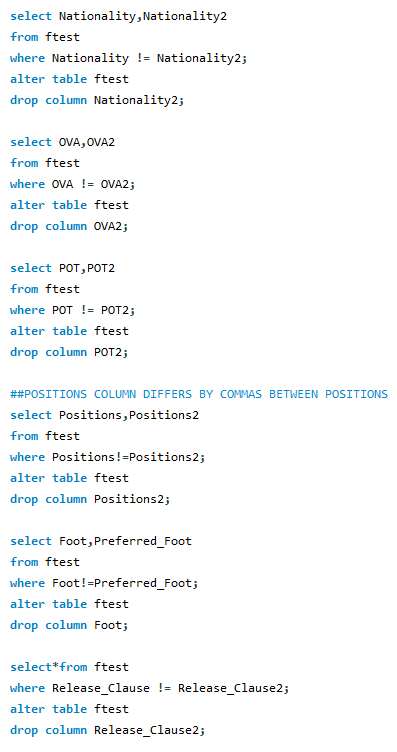 select Nationality,Nationality2
from ftest
where Nationality != Nationality2;
alter table ftest
drop column Nationality2;
select OVA,OVA2
from ftest
where OVA != OVA2;
alter table ftest
drop column OVA2;
select POT,POT2
from ftest
where POT != POT2;
alter table ftest
drop column POT2;
##POSITIONS COLUMN DIFFERS BY COMMAS BETWEEN POSITIONS
select Positions,Positions2
from ftest
where Positions!=Positions2;
alter table ftest
drop column Positions2;
select Foot,Preferred_Foot
from ftest
where Foot!=Preferred_Foot;
alter table ftest
drop column Foot;
select*from ftest
where Release_Clause != Release_Clause2;
alter table ftest
drop column Release_Clause2;